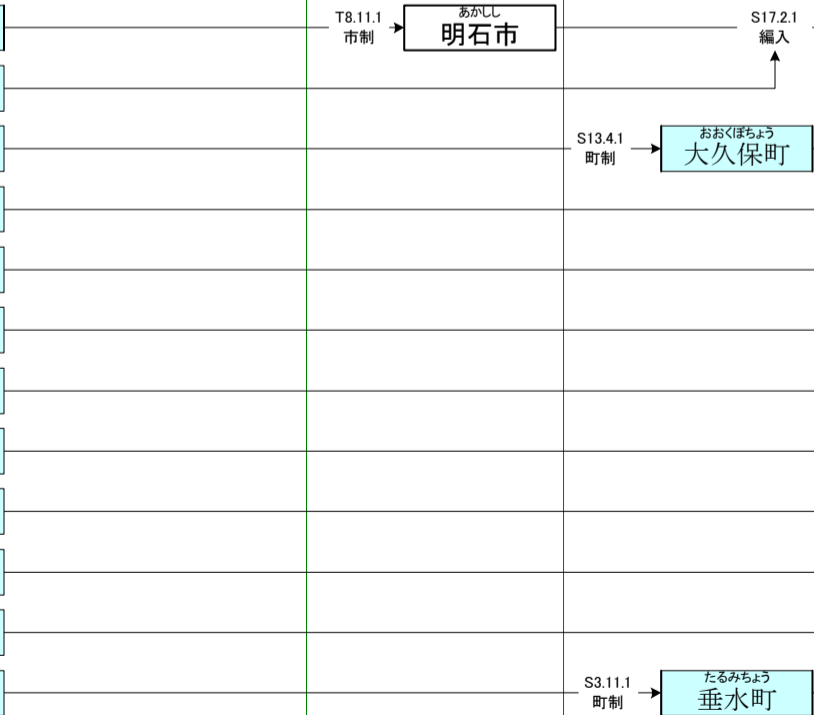 T8.11.1
市制
あかしし
明石市
S17.2.1
編入
S13.4.1
町制
おおくぼちょう
大久保町
S3.11.1
町制
たるみちょう
垂水町